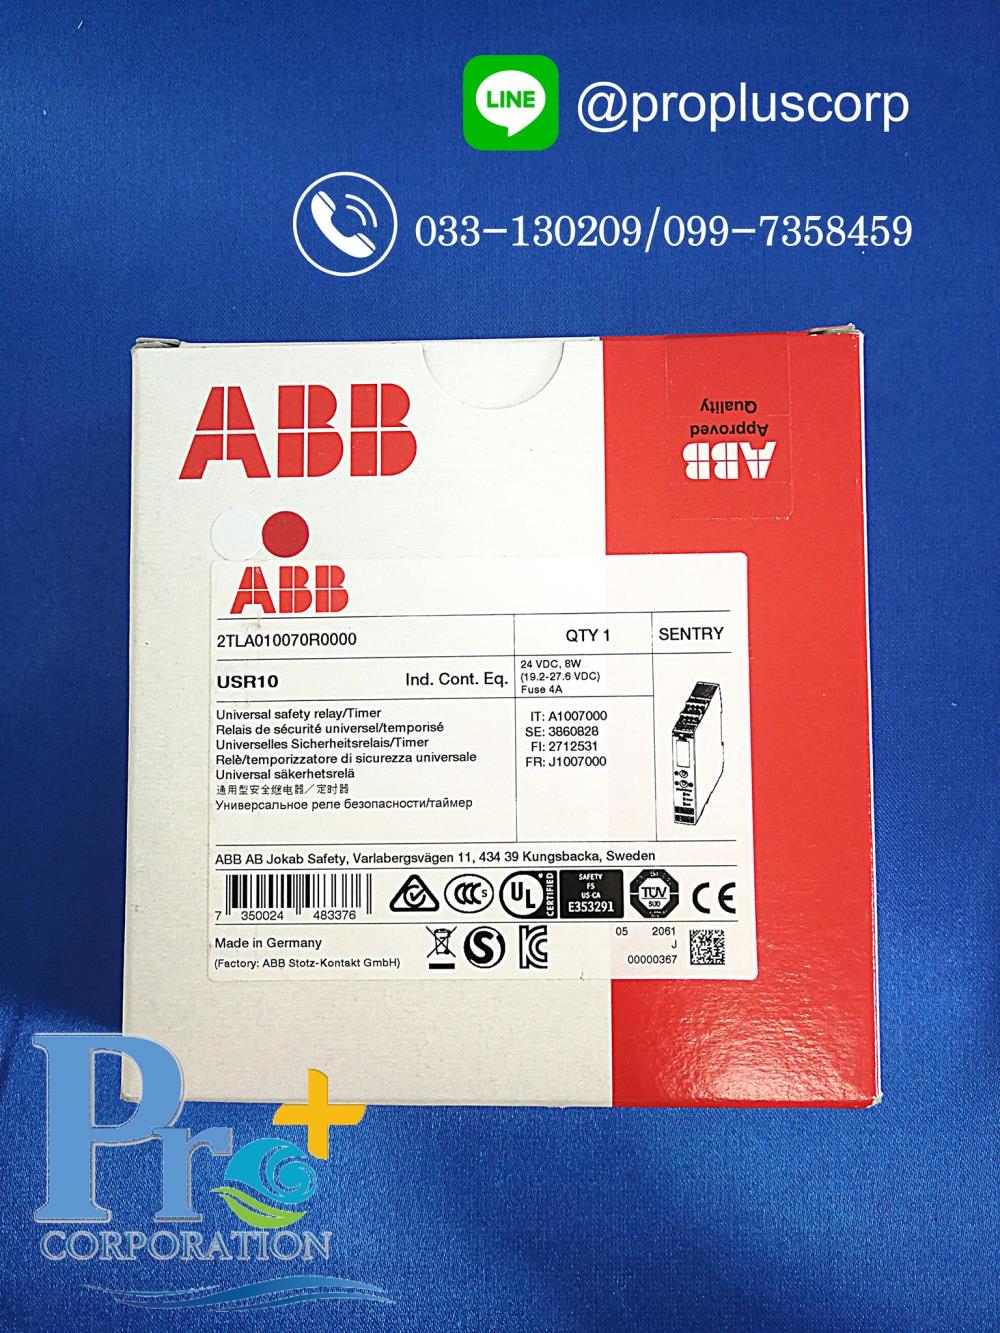 LINE @propluscorp
033-130209/099-7358459
ABB
ABB
Approved
Quality
ABB
2TLA010070R0000 QTY 1 SENTRY
USR10 Ind. Cont. Eq.
24 VDC, 8W
(19.2-27.6 VDC)
Fuse 4A
Universal safety relay/Timer
Relais de sécurité universel/temporisé
Universelles Sicherheitsrelais/Timer
Relè/temporizzatore di sicurezza universale
Universal säkerhetsrelä
通用型安全继电器／定时器
Универсальное реле безопасности/таймер
IT: A1007000
SE: 3860828
FI: 2712531
FR: J1007000
ABB AB Jokab Safety, Varlabergsvägen 11, 434 39 Kungsbacka, Sweden
7 350024 483376
CCC S
UL CERTIFIED
SAFETY
FS
US CA
E353291
TÜV
SÜD
CE
Made in Germany
(Factory: ABB Stotz-Kontakt GmbH)
05 2061
J
00000367
Pro+
CORPORATION